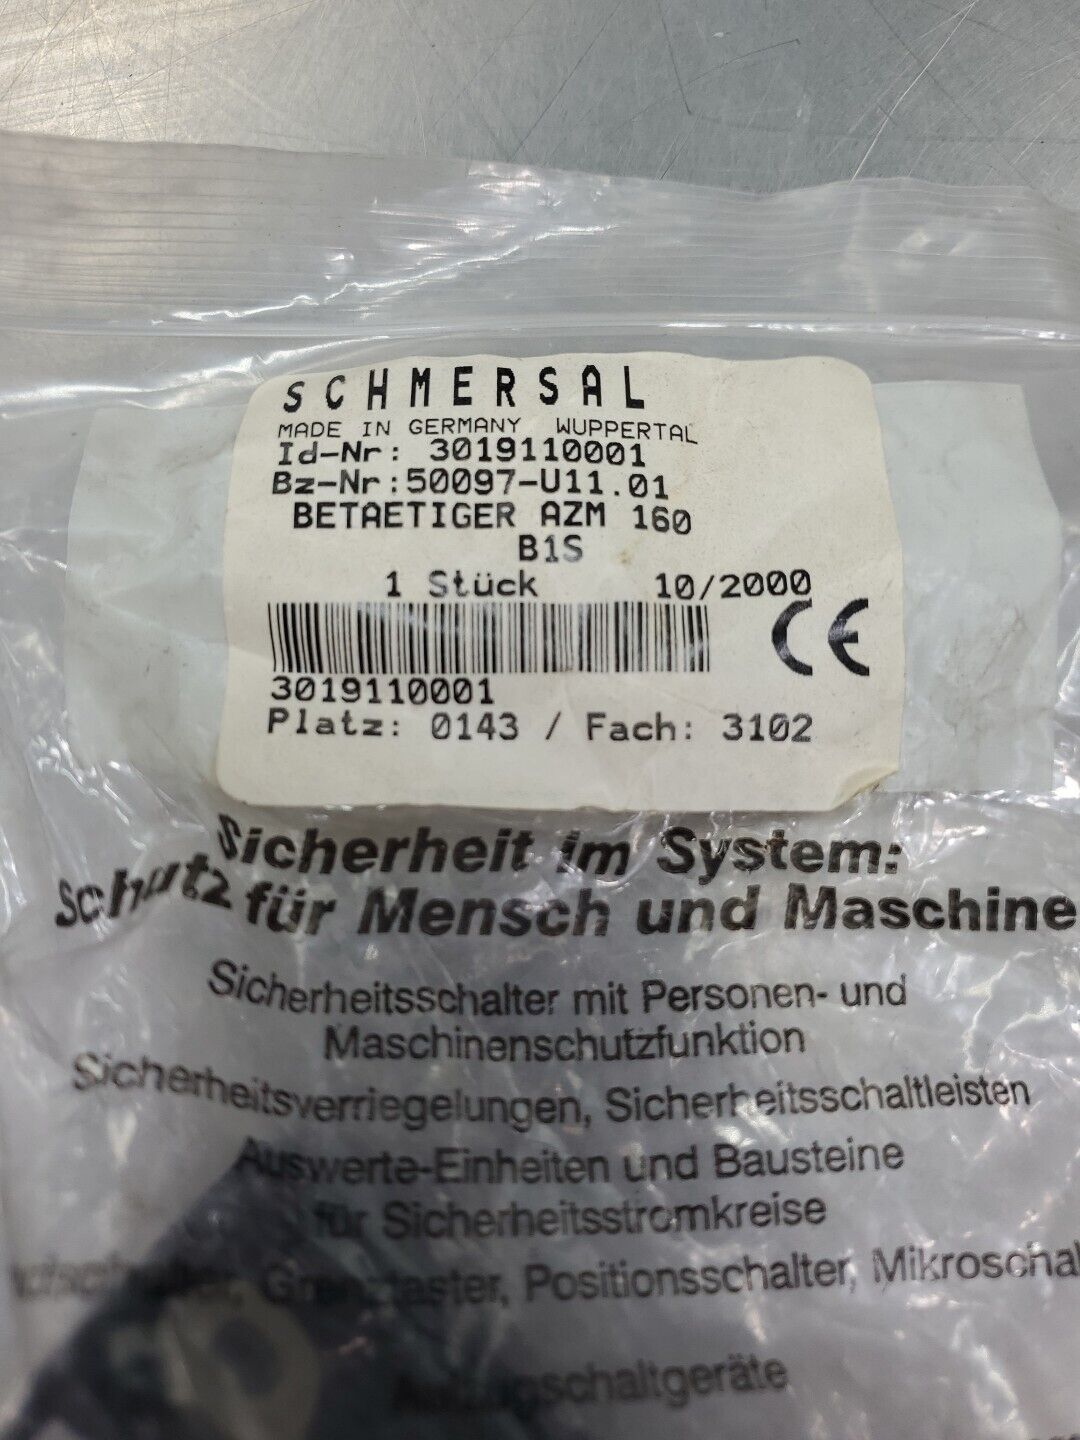 SCHMERSAL
MADE IN GERMANY WUPPERTAL
Id-Nr: 3019110001
Bz-Nr:50097-U11.01
BETAETIGER AZM 160
B1S
1 Stück 10/2000
CE
3019110001
Platz: 0143 / Fach: 3102
Sicherheit im System:
Schutz für Mensch und Maschine
Sicherheitsschalter mit Personen- und
Maschinenschutzfunktion
Sicherheitsverriegelungen, Sicherheitsschaltleisten
Auswerte-Einheiten und Bausteine
für Sicherheitsstromkreise
Grenztaster, Positionsschalter, Mikroschal